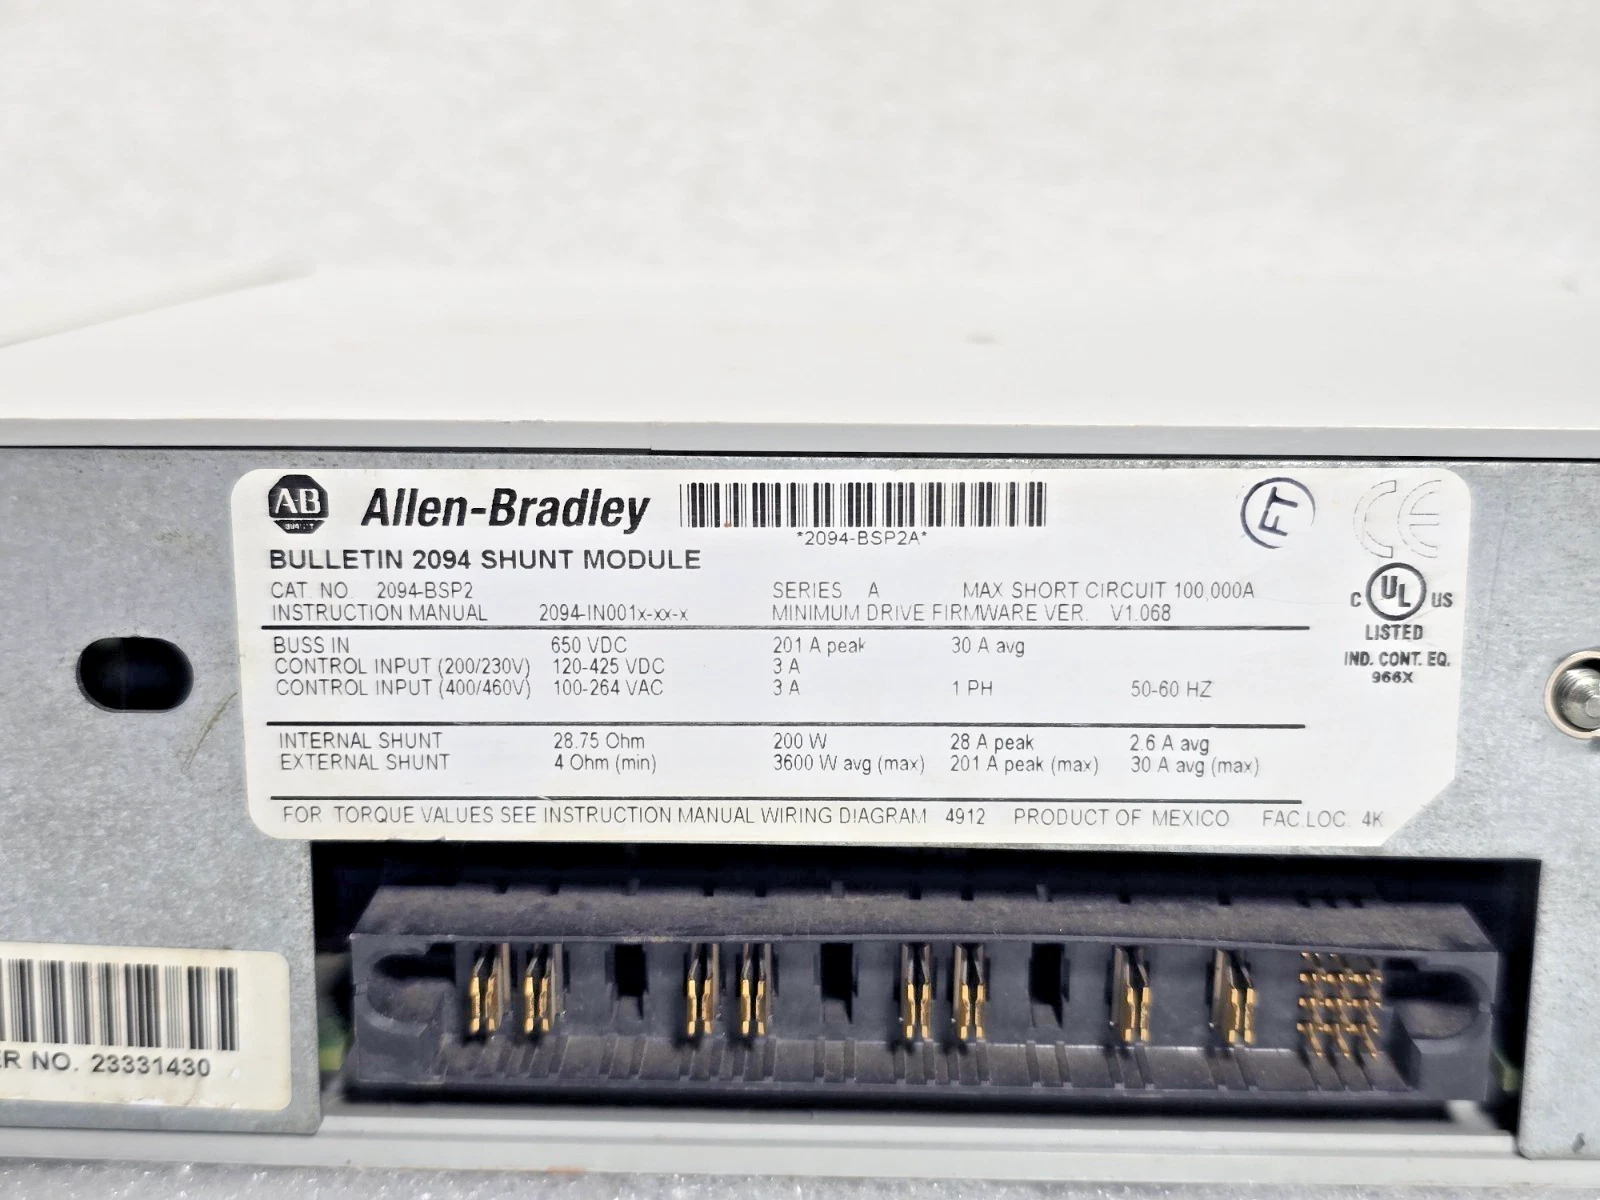 AB Allen-Bradley
*2094-BSP2A*
FT
CE
BULLETIN 2094 SHUNT MODULE
CAT. NO. 2094-BSP2 SERIES A MAX SHORT CIRCUIT 100,000A
INSTRUCTION MANUAL 2094-IN001x-xx-x MINIMUM DRIVE FIRMWARE VER. V1.068
C UL US
LISTED
IND. CONT. EQ.
966X
BUSS IN 650 VDC 201 A peak 30 A avg
CONTROL INPUT (200/230V) 120-425 VDC 3 A
CONTROL INPUT (400/460V) 100-264 VAC 3 A 1 PH 50-60 HZ
INTERNAL SHUNT 28.75 Ohm 200 W 28 A peak 2.6 A avg
EXTERNAL SHUNT 4 Ohm (min) 3600 W avg (max) 201 A peak (max) 30 A avg (max)
FOR TORQUE VALUES SEE INSTRUCTION MANUAL WIRING DIAGRAM 4912 PRODUCT OF MEXICO FAC.LOC. 4K
ER NO. 23331430